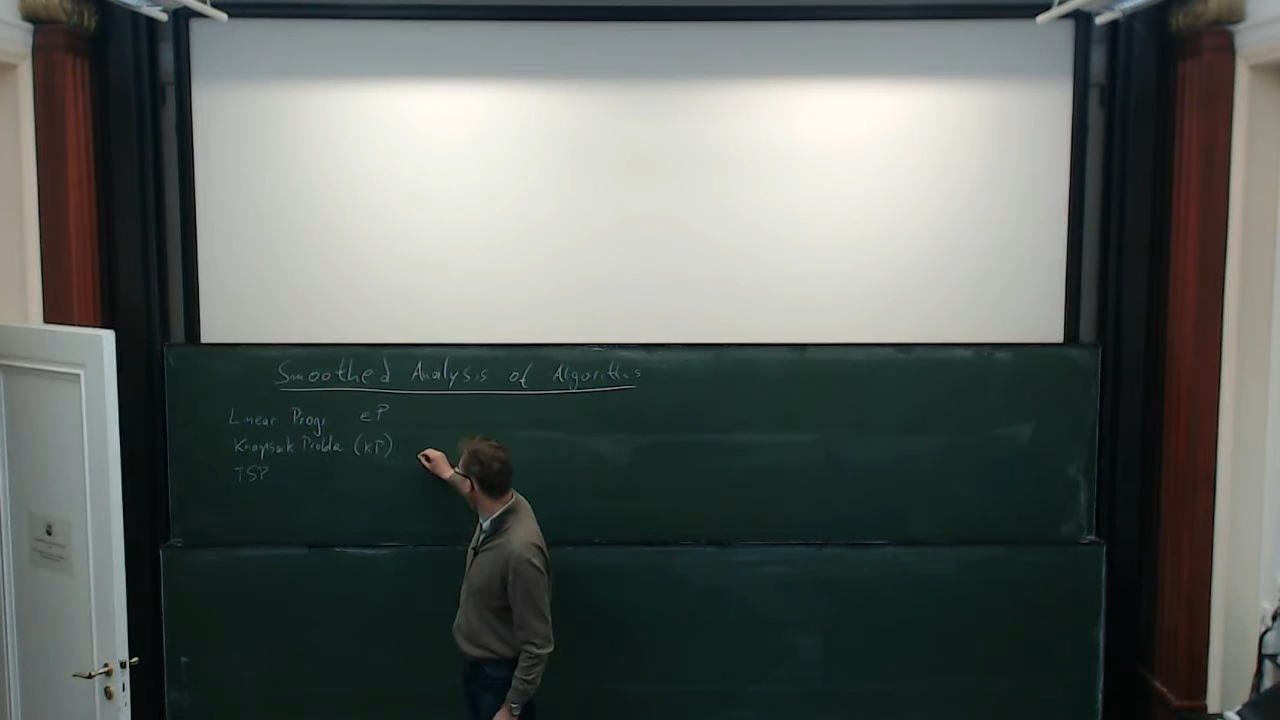 Smoothed Analysis of Algorithms
Linear Progr ∈P
Knapsack Proble (KP)
TSP